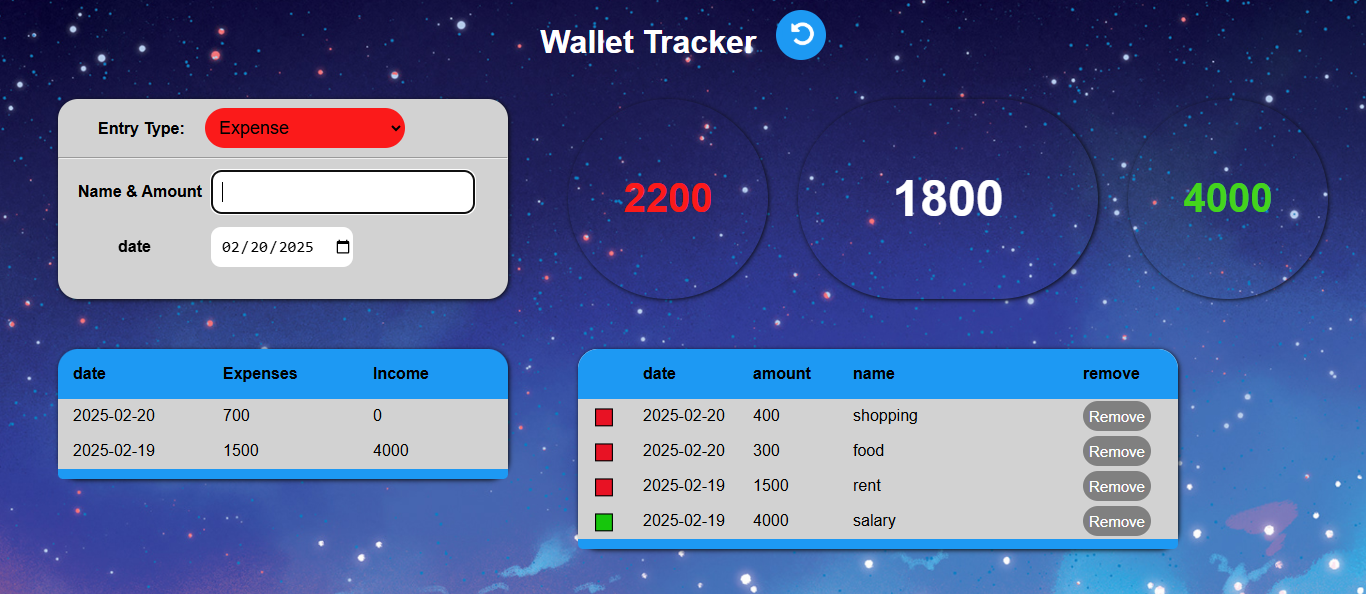 Wallet Tracker
Entry Type: Expense
Name & Amount
date 02/20/2025
2200 1800 4000
date Expenses Income
2025-02-20 700 0
2025-02-19 1500 4000
date amount name remove
2025-02-20 400 shopping Remove
2025-02-20 300 food Remove
2025-02-19 1500 rent Remove
2025-02-19 4000 salary Remove